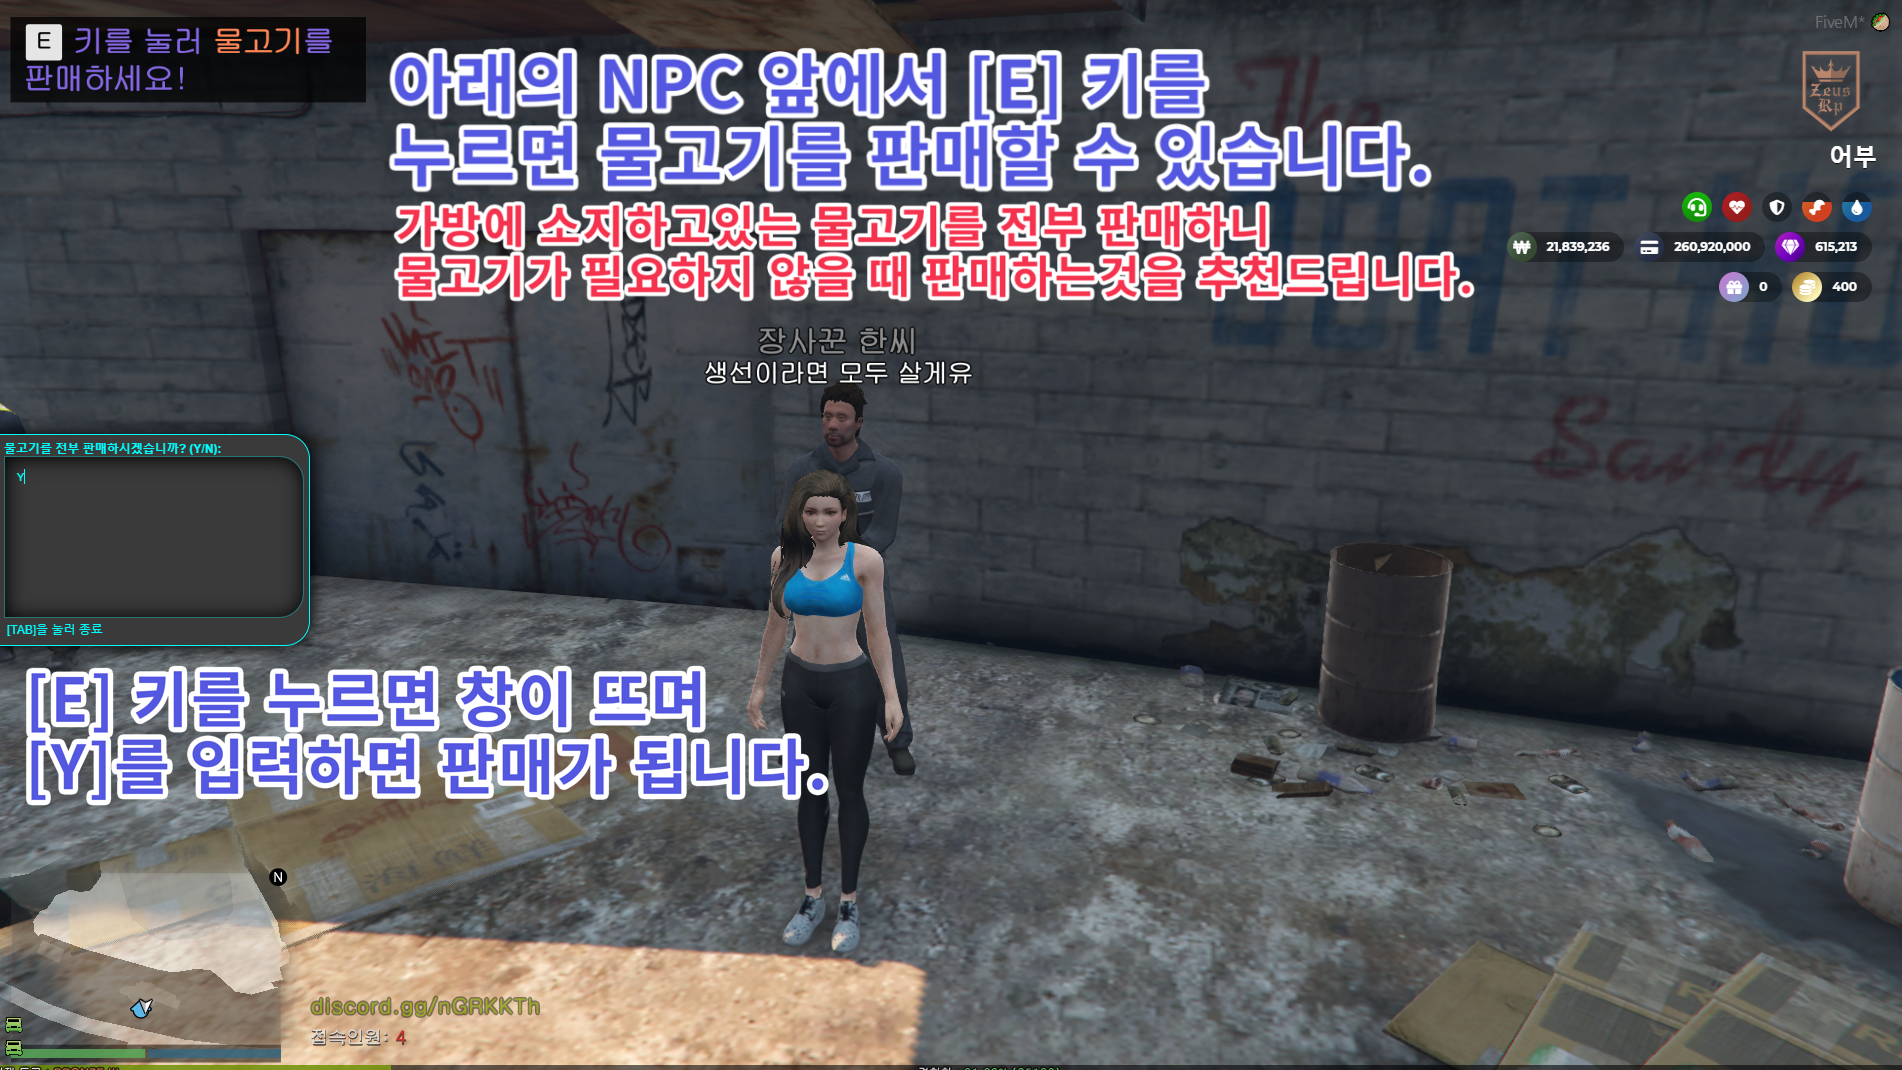 E 키를 눌러 물고기를
판매하세요!
아래의 NPC 앞에서 [E] 키를
누르면 물고기를 판매할 수 있습니다.
가방에 소지하고있는 물고기를 전부 판매하니
물고기가 필요하지 않을 때 판매하는것을 추천드립니다.
FiveM*
Zeus
Rp
어부
21,839,236
260,920,000
615,213
0
400
The
Sandy
장사꾼 한씨
생선이라면 모두 살게유
물고기를 전부 판매하시겠습니까? (Y/N):
Y
[TAB]을 눌러 종료
[E] 키를 누르면 창이 뜨며
[Y]를 입력하면 판매가 됩니다.
N
discord.gg/nGRKKTh
접속인원: 4